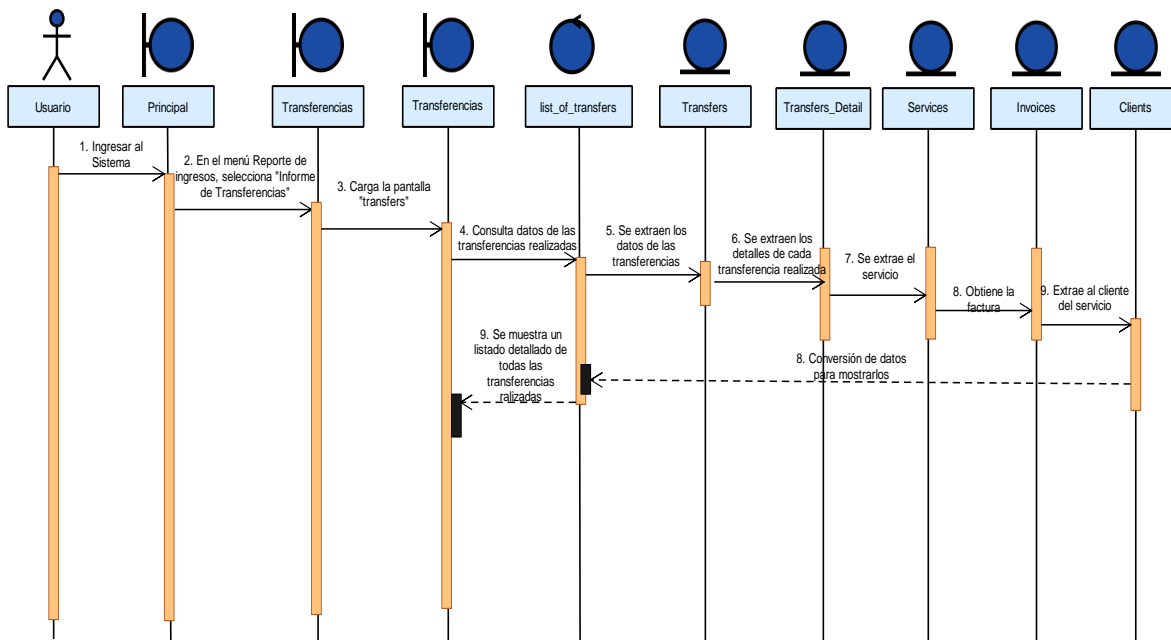 Usuario
Principal
Transferencias
Transferencias
list_of_transfers
Transfers
Transfers_Detail
Services
Invoices
Clients
1. Ingresar al
Sistema
2. En el menú Reporte de
ingresos, selecciona "Informe
de Transferencias"
3. Carga la pantalla
"transfers"
4. Consulta datos de las
transferencias realizadas
5. Se extraen los
datos de las
transferencias
6. Se extraen los
detalles de cada
transferencia realizada
7. Se extrae el
servicio
8. Obtiene la
factura
9. Extrae al cliente
del servicio
8. Conversión de datos
para mostrarlos
9. Se muestra un
listado detallado de
todas las
transferencias
ralizadas